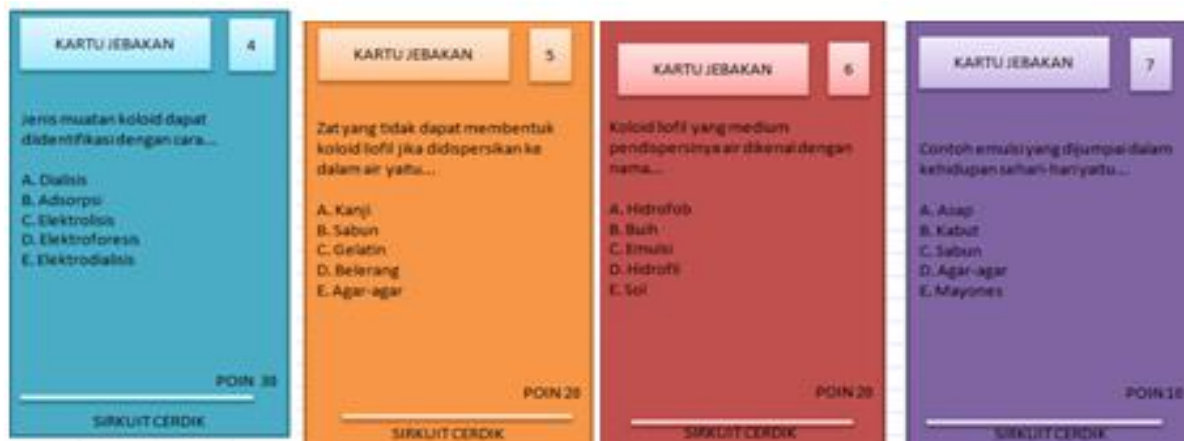 KARTU JEBAKAN
4
Jenis muatan koloid dapat
diidentifikasi dengan cara...
A. Dialisis
B. Adsorpsi
C. Elektrolisis
D. Elektroforesis
E. Elektrodialisis
POIN 30
SIRKUIT CERDIK
KARTU JEBAKAN
5
Zat yang tidak dapat membentuk
koloid liofil jika didispersikan ke
dalam air yaitu...
A. Kanji
B. Sabun
C. Gelatin
D. Belerang
E. Agar-agar
POIN 20
SIRKUIT CERDIK
KARTU JEBAKAN
6
Koloid liofil yang medium
pendispersinya air dikenal dengan
nama...
A. Hidrofob
B. Buih
C. Emulsi
D. Hidrofil
E. Sol
POIN 20
SIRKUIT CERDIK
KARTU JEBAKAN
7
Contoh emulsi yang dijumpai dalam
kehidupan sehari-hari yaitu...
A. Asap
B. Kabut
C. Sabun
D. Agar-agar
E. Mayones
POIN 10
SIRKUIT CERDIK